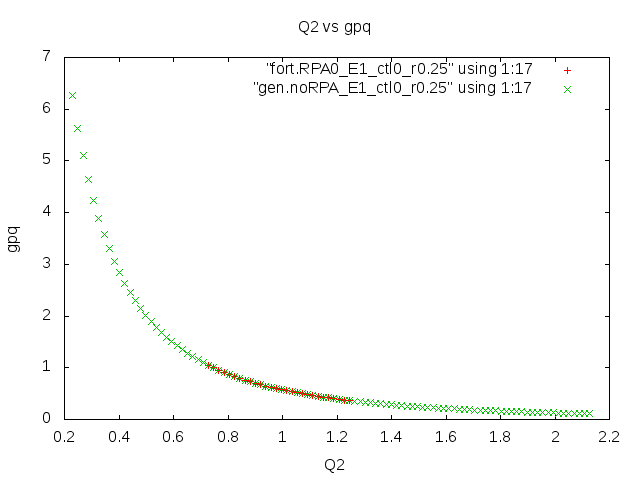 Q2 vs gpq
"fort.RPA0_E1_ctl0_r0.25" using 1:17
"gen.noRPA_E1_ctl0_r0.25" using 1:17
7
6
5
4
3
2
1
0
gpq
0.2 0.4 0.6 0.8 1 1.2 1.4 1.6 1.8 2 2.2
Q2